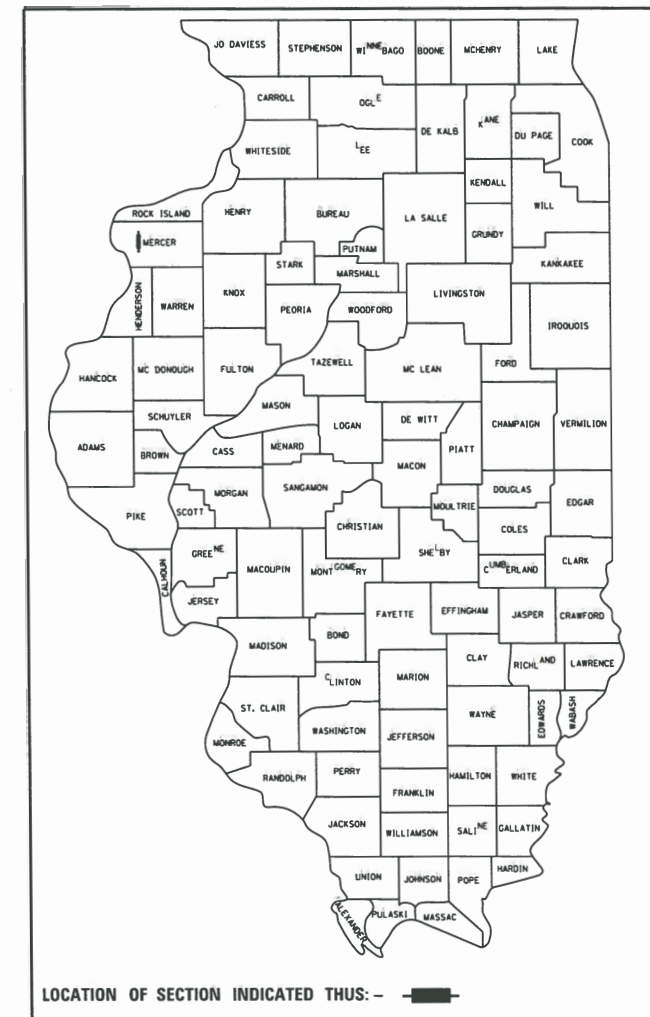 JO DAVIESS STEPHENSON WINNEBAGO BOONE MCHENRY LAKE
CARROLL OGLE DE KALB KANE DU PAGE COOK
WHITESIDE LEE
KENDALL
ROCK ISLAND HENRY BUREAU LA SALLE WILL
MERCER PUTNAM GRUNDY
STARK MARSHALL KANKAKEE
HENDERSON WARREN KNOX PEORIA WOODFORD LIVINGSTON IROQUOIS
HANCOCK MC DONOUGH FULTON TAZEWELL MC LEAN FORD
SCHUYLER MASON LOGAN DE WITT CHAMPAIGN VERMILION
ADAMS BROWN CASS MENARD PIATT
MACON
PIKE SCOTT MORGAN SANGAMON MOULTRIE DOUGLAS EDGAR
CHRISTIAN COLES
CALHOUN GREENE MACOUPIN MONTGOMERY SHELBY CUMBERLAND CLARK
JERSEY
MADISON BOND FAYETTE EFFINGHAM JASPER CRAWFORD
CLAY RICHLAND LAWRENCE
CLINTON MARION
ST. CLAIR WAYNE EDWARDS WABASH
MONROE WASHINGTON JEFFERSON
RANDOLPH PERRY HAMILTON WHITE
FRANKLIN
JACKSON WILLIAMSON SALINE GALLATIN
UNION JOHNSON POPE HARDIN
ALEXANDER PULASKI MASSAC
LOCATION OF SECTION INDICATED THUS: -